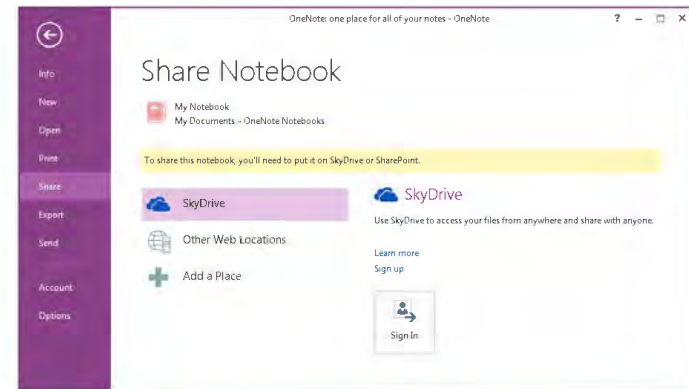 OneNote: one place for all of your notes - OneNote
?
Info
New
Open
Print
Share
Export
Send
Account
Options
Share Notebook
My Notebook
My Documents » OneNote Notebooks
To share this notebook, you'll need to put it on SkyDrive or SharePoint.
SkyDrive
Other Web Locations
Add a Place
SkyDrive
Use SkyDrive to access your files from anywhere and share with anyone.
Learn more
Sign up
Sign In